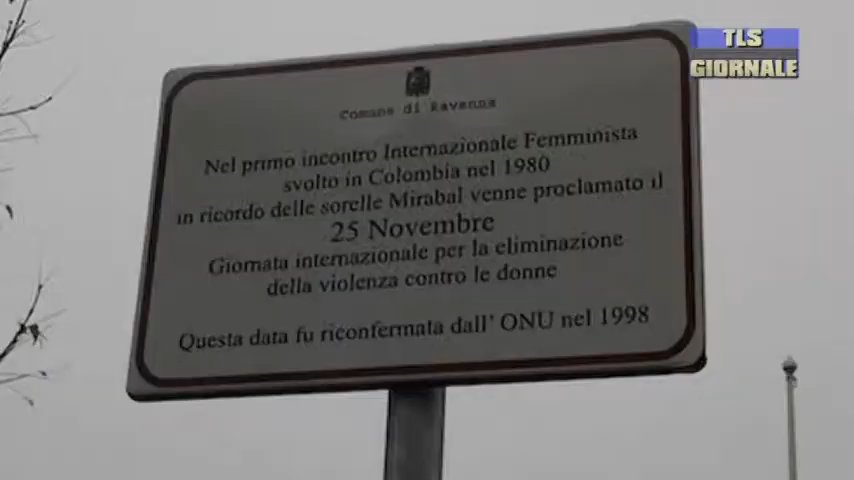 TLS
GIORNALE
Comune di Ravenna
Nel primo incontro Internazionale Femminista
svolto in Colombia nel 1980
in ricordo delle sorelle Mirabal venne proclamato il
25 Novembre
Giornata internazionale per la eliminazione
della violenza contro le donne
Questa data fu riconfermata dall' ONU nel 1998